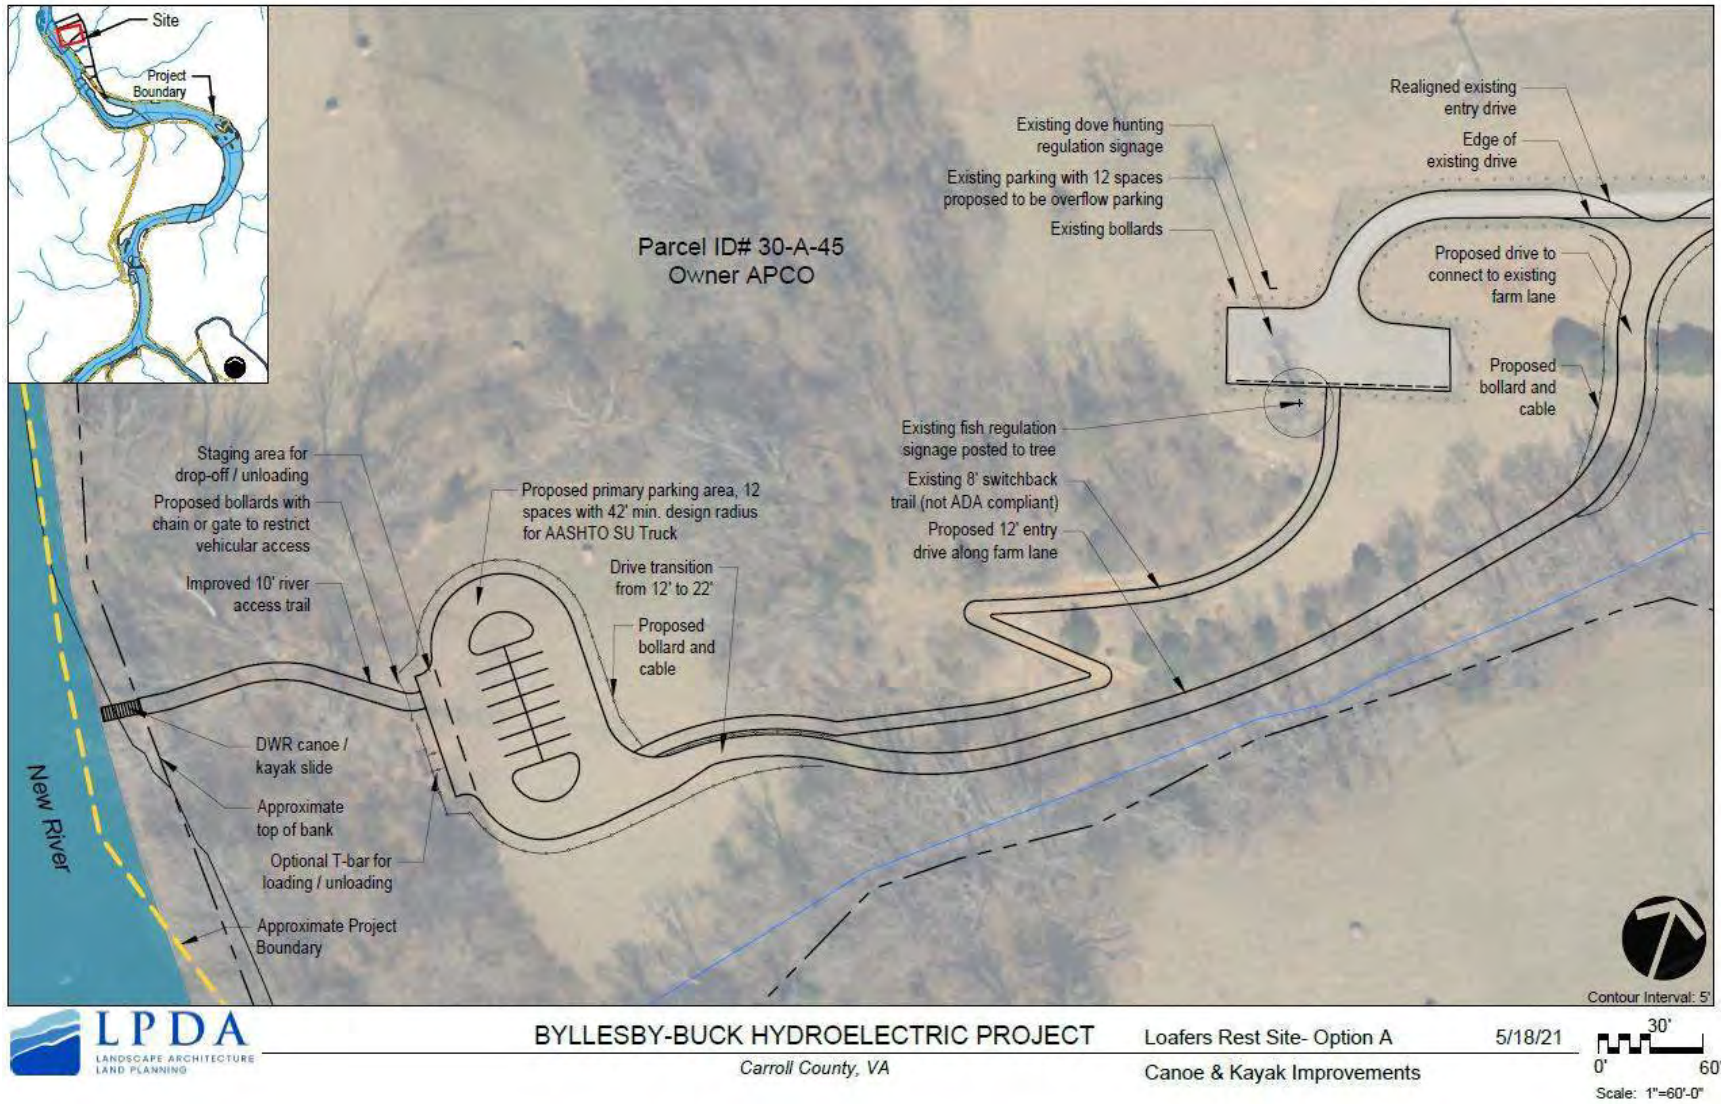 Site
Project
Boundary
Parcel ID# 30-A-45
Owner APCO
Existing dove hunting
regulation signage
Existing parking with 12 spaces
proposed to be overflow parking
Existing bollards
Realigned existing
entry drive
Edge of
existing drive
Proposed drive to
connect to existing
farm lane
Proposed
bollard and
cable
Existing fish regulation
signage posted to tree
Existing 8' switchback
trail (not ADA compliant)
Proposed 12' entry
drive along farm lane
Staging area for
drop-off / unloading
Proposed bollards with
chain or gate to restrict
vehicular access
Improved 10' river
access trail
Proposed primary parking area, 12
spaces with 42' min. design radius
for AASHTO SU Truck
Drive transition
from 12' to 22'
Proposed
bollard and
cable
DWR canoe /
kayak slide
Approximate
top of bank
Optional T-bar for
loading / unloading
Approximate Project
Boundary
New River
Contour Interval: 5'
LPDA
LANDSCAPE ARCHITECTURE
LAND PLANNING
BYLLESBY-BUCK HYDROELECTRIC PROJECT
Carroll County, VA
Loafers Rest Site- Option A
5/18/21
Canoe & Kayak Improvements
30'
0'
60'
Scale: 1"=60'-0"